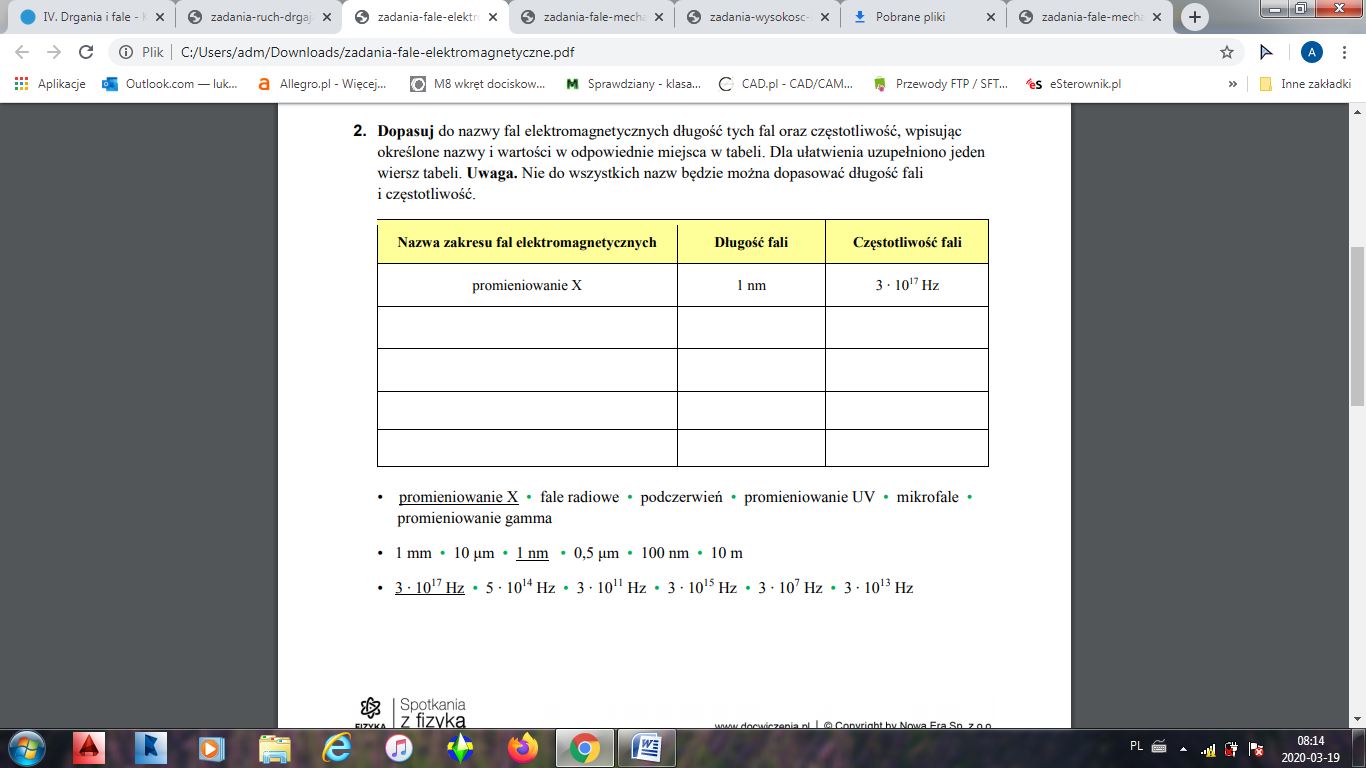 IV. Drgania i fale - K
zadania-ruch-drgaj
zadania-fale-elektr
zadania-fale-mecha
zadania-wysokosc-
Pobrane pliki
zadania-fale-mecha
Plik
C:/Users/adm/Downloads/zadania-fale-elektromagnetyczne.pdf
A
Aplikacje
Outlook.com — luk...
Allegro.pl - Więcej...
M8 wkręt dociskow...
Sprawdziany - klasa...
CAD.pl - CAD/CAM...
Przewody FTP / SFT...
eSterownik.pl
»
Inne zakładki
2. Dopasuj do nazwy fal elektromagnetycznych długość tych fal oraz częstotliwość, wpisując
określone nazwy i wartości w odpowiednie miejsca w tabeli. Dla ułatwienia uzupełniono jeden
wiersz tabeli. Uwaga. Nie do wszystkich nazw będzie można dopasować długość fali
i częstotliwość.
Nazwa zakresu fal elektromagnetycznych Długość fali Częstotliwość fali
promieniowanie X 1 nm 3 · 10¹⁷ Hz
• promieniowanie X • fale radiowe • podczerwień • promieniowanie UV • mikrofale •
promieniowanie gamma
• 1 mm • 10 μm • 1 nm • 0,5 μm • 100 nm • 10 m
• 3 · 10¹⁷ Hz • 5 · 10¹⁴ Hz • 3 · 10¹¹ Hz • 3 · 10¹⁵ Hz • 3 · 10⁷ Hz • 3 · 10¹³ Hz
Spotkania
FIZYKA z fizyką
www.docwiczenia.pl | © Copyright by Nowa Era Sp. z o.o.
PL
08:14
2020-03-19